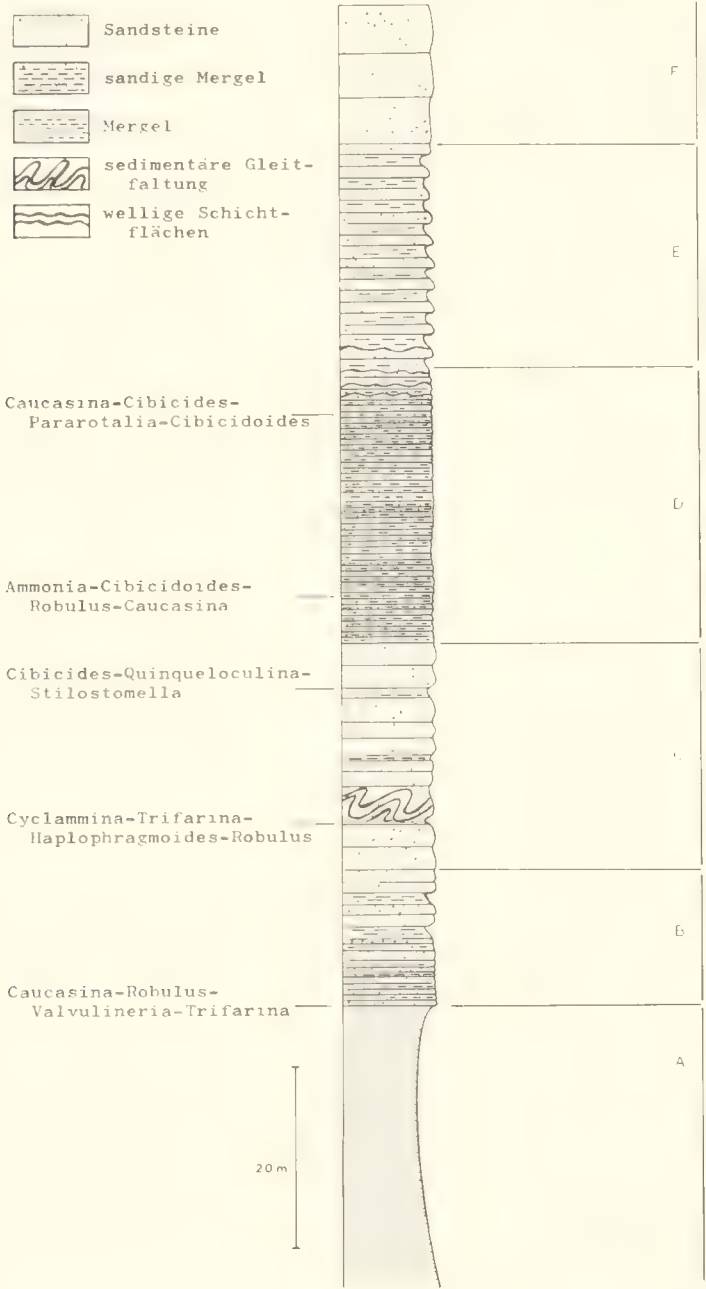 Sandsteine
sandige Mergel
Mergel
sedimentäre Gleit-
faltung
wellige Schicht-
flächen
F
E
Caucasina-Cibicides-
Pararotalia-Cibicidoides
D
Ammonia-Cibicidoides-
Robulus-Caucasina
Cibicides-Quinqueloculina-
Stilostomella
Cyclammina-Trifarina-
Haplophragmoides-Robulus
B
Caucasina-Robulus-
Valvulineria-Trifarina
A
20 m